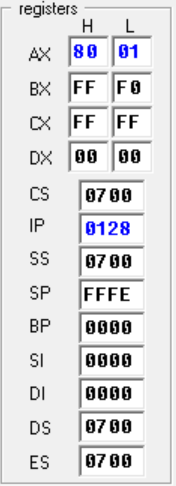 registers
H L
AX 80 01
BX FF F0
CX FF FF
DX 00 00
CS 0700
IP 0128
SS 0700
SP FFFE
BP 0000
SI 0000
DI 0000
DS 0700
ES 0700